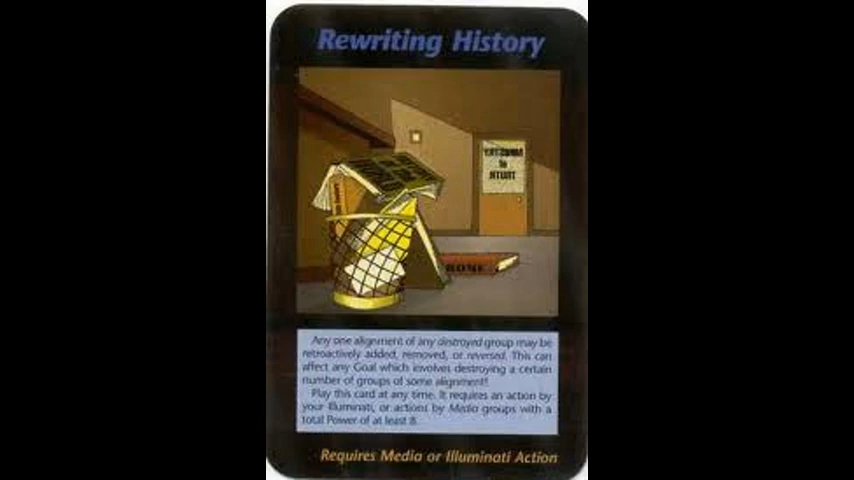 Rewriting History
ROME
Any one alignment of any destroyed group may be
retroactively added, removed, or reversed. This can
affect any Goal which involves destroying a certain
number of groups of some alignment!
Play this card at any time. It requires an action by
your Illuminati, or actions by Media groups with a
total Power of at least 8.
Requires Media or Illuminati Action